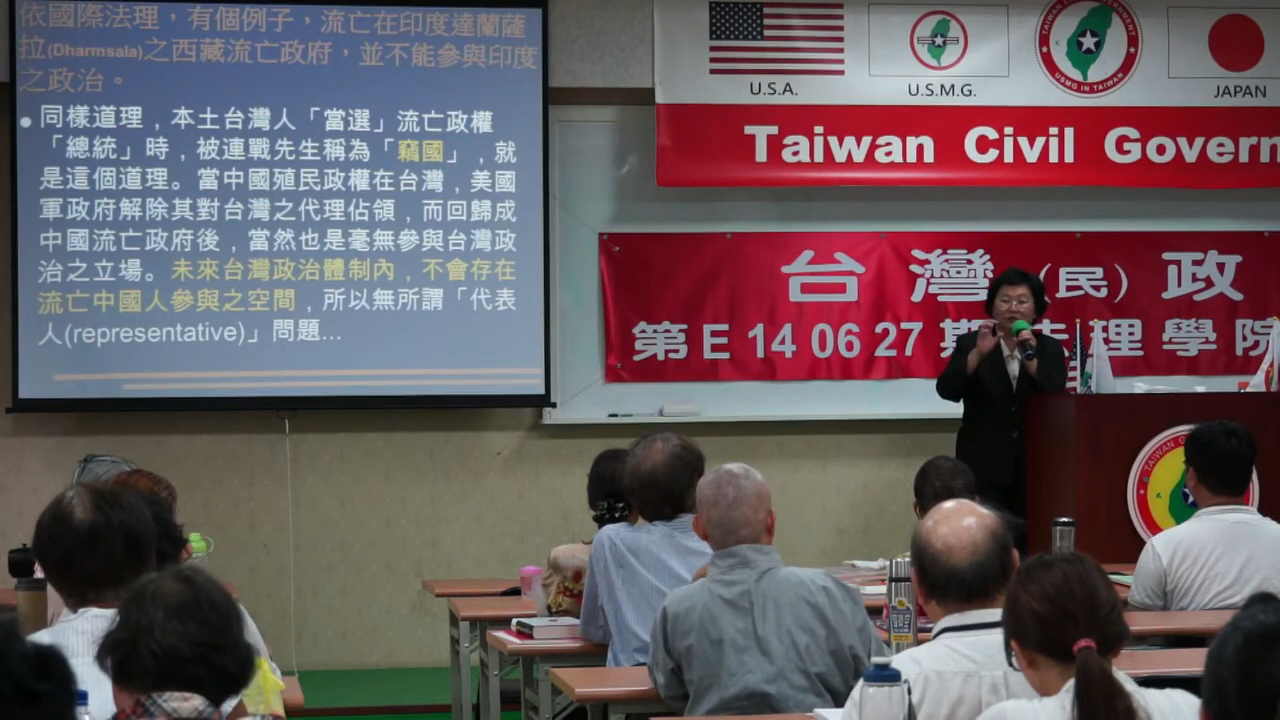 依國際法理，有個例子，流亡在印度達蘭薩
拉(Dharmsala)之西藏流亡政府，並不能參與印度
之政治。
同樣道理，本土台灣人「當選」流亡政權
「總統」時，被連戰先生稱為「竊國」，就
是這個道理。當中國殖民政權在台灣，美國
軍政府解除其對台灣之代理佔領，而回歸成
中國流亡政府後，當然也是毫無參與台灣政
治之立場。未來台灣政治體制內，不會存在
流亡中國人參與之空間，所以無所謂「代表
人(representative)」問題...
U.S.A.
U.S.M.G.
USMG IN TAIWAN
JAPAN
Taiwan Civil Govern
台灣(民)政
第E 14 06 27期法理學院